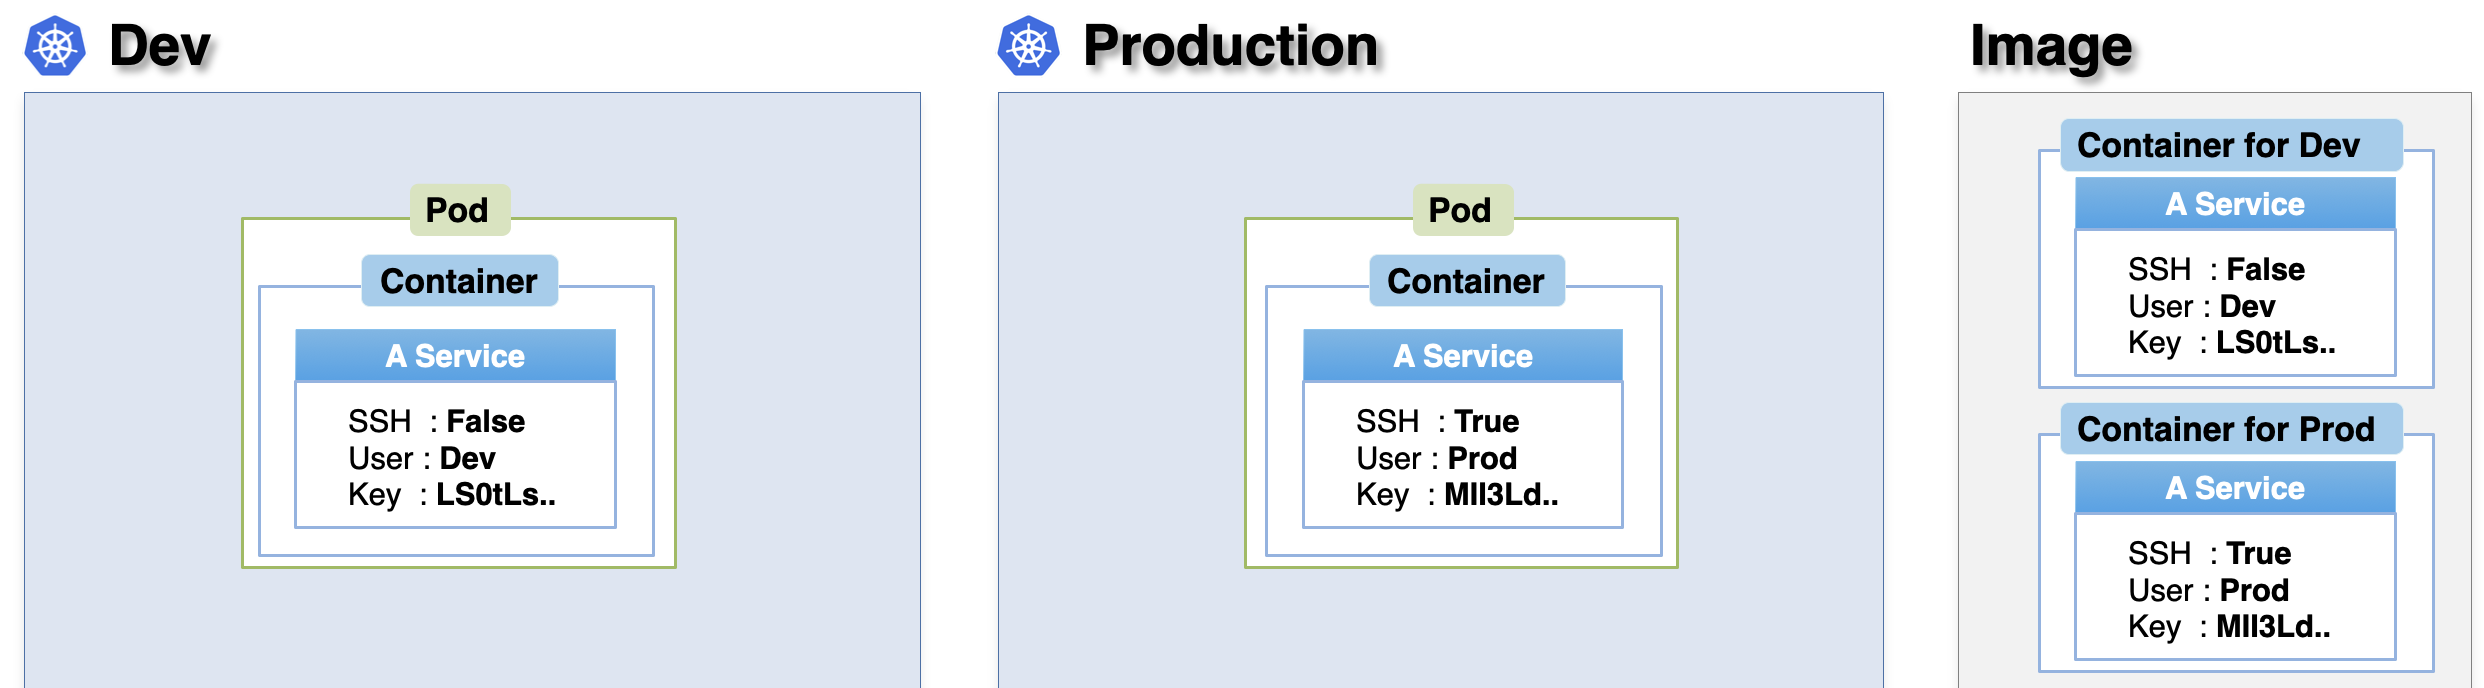 Dev
Pod
Container
A Service
SSH : False
User : Dev
Key : LS0tLs..
Production
Pod
Container
A Service
SSH : True
User : Prod
Key : MII3Ld..
Image
Container for Dev
A Service
SSH : False
User : Dev
Key : LS0tLs..
Container for Prod
A Service
SSH : True
User : Prod
Key : MII3Ld..